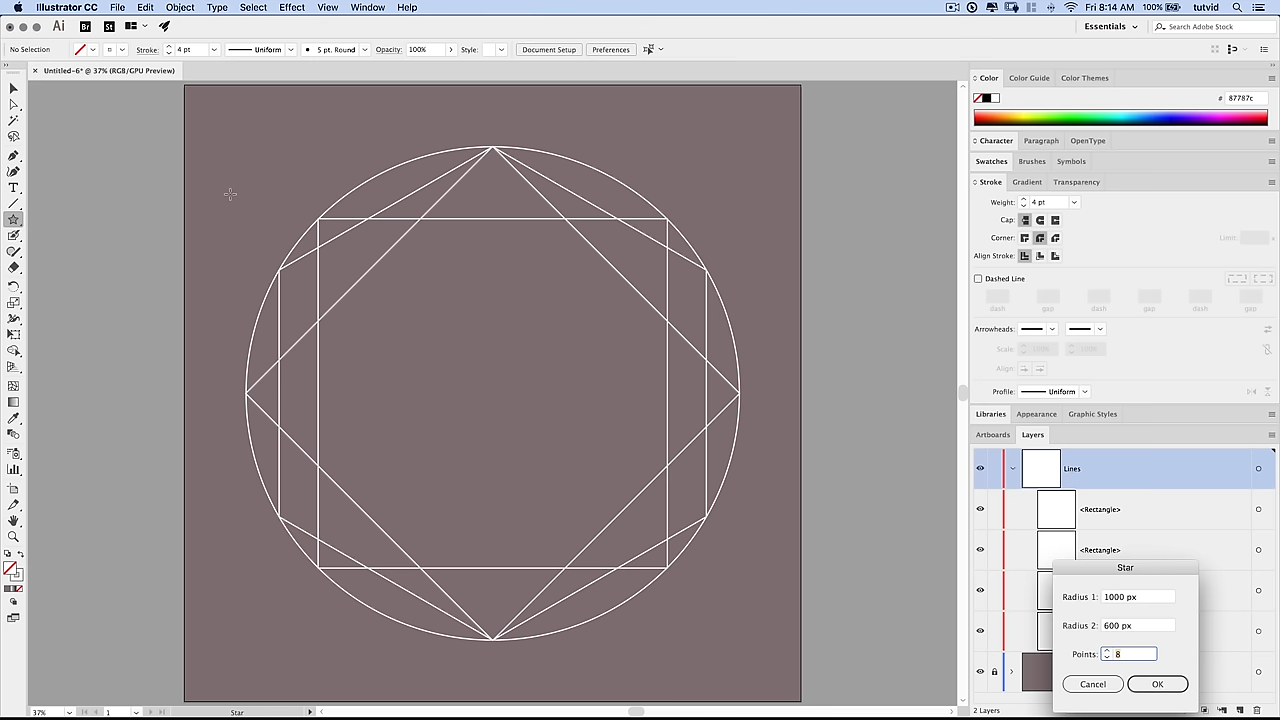 Illustrator CC File Edit Object Type Select Effect View Window Help Fri 8:14 AM 100% tutvid
Ai Br St Essentials Search Adobe Stock
No Selection Stroke: 4 pt Uniform 5 pt. Round Opacity: 100% Style: Document Setup Preferences
× Untitled-6* @ 37% (RGB/GPU Preview)
Color Color Guide Color Themes
# 87787c
Character Paragraph OpenType
Swatches Brushes Symbols
Stroke Gradient Transparency
Weight: 4 pt
Cap:
Corner: Limit: x
Align Stroke:
Dashed Line
dash gap dash gap dash gap
Arrowheads:
Scale: 100% 100%
Align:
Profile: Uniform
Libraries Appearance Graphic Styles
Artboards Layers
Lines
<Rectangle>
<Rectangle>
Star
Radius 1: 1000 px
Radius 2: 600 px
Points: 8
Cancel OK
37% 1 Star 2 Layers